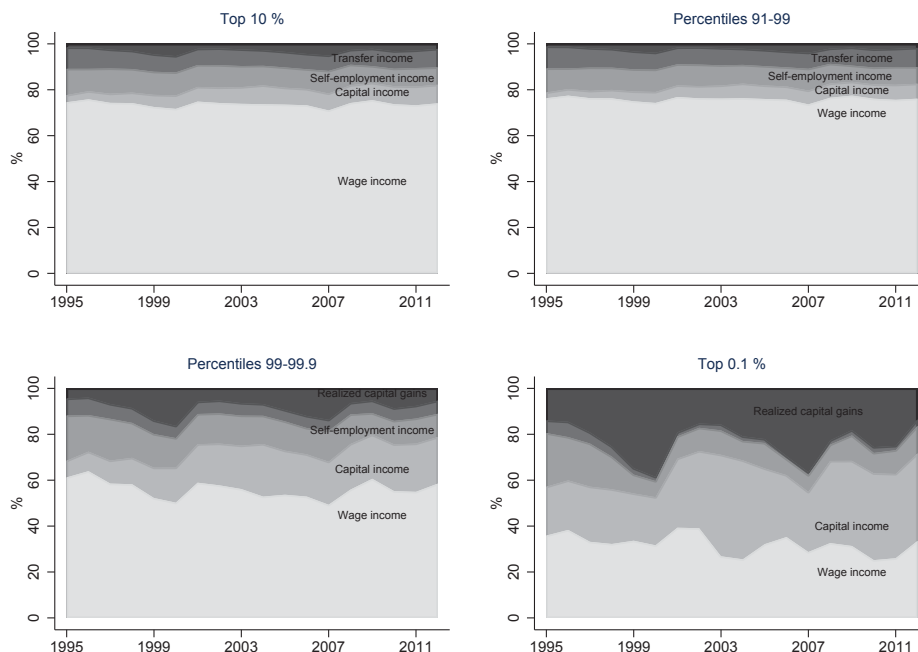 Top 10 %
%
100
80
60
40
20
0
Transfer income
Self-employment income
Capital income
Wage income
1995 1999 2003 2007 2011
Percentiles 91-99
%
100
80
60
40
20
0
Transfer income
Self-employment income
Capital income
Wage income
1995 1999 2003 2007 2011
Percentiles 99-99.9
%
100
80
60
40
20
0
Realized capital gains
Self-employment income
Capital income
Wage income
1995 1999 2003 2007 2011
Top 0.1 %
%
100
80
60
40
20
0
Realized capital gains
Capital income
Wage income
1995 1999 2003 2007 2011